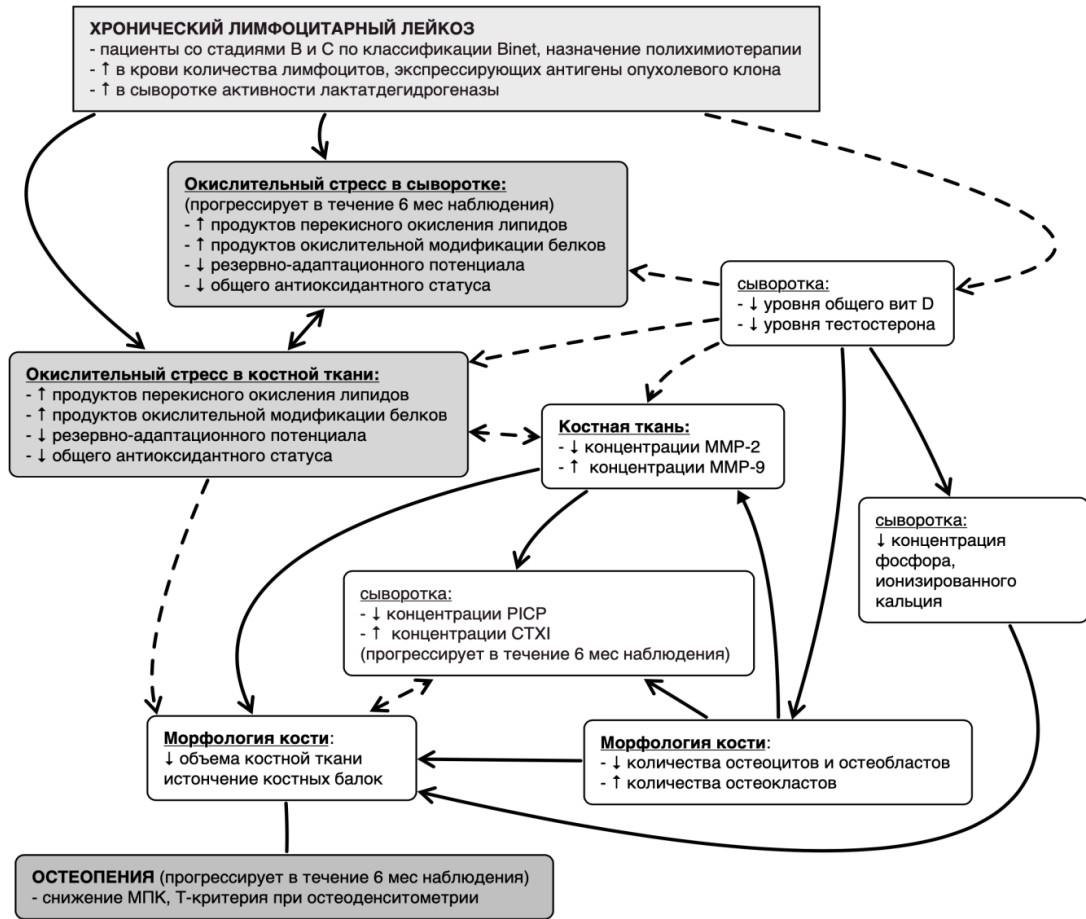 ХРОНИЧЕСКИЙ ЛИМФОЦИТАРНЫЙ ЛЕЙКОЗ
- пациенты со стадиями В и С по классификации Binet, назначение полихимиотерапии
- ↑ в крови количества лимфоцитов, экспрессирующих антигены опухолевого клона
- ↑ в сыворотке активности лактатдегидрогеназы
Окислительный стресс в сыворотке:
(прогрессирует в течение 6 мес наблюдения)
- ↑ продуктов перекисного окисления липидов
- ↑ продуктов окислительной модификации белков
- ↓ резервно-адаптационного потенциала
- ↓ общего антиоксидантного статуса
сыворотка:
- ↓ уровня общего вит D
- ↓ уровня тестостерона
Окислительный стресс в костной ткани:
- ↑ продуктов перекисного окисления липидов
- ↑ продуктов окислительной модификации белков
- ↓ резервно-адаптационного потенциала
- ↓ общего антиоксидантного статуса
Костная ткань:
- ↓ концентрации ММР-2
- ↑ концентрации ММР-9
сыворотка:
↓ концентрация
фосфора,
ионизированного
кальция
сыворотка:
- ↓ концентрации PICP
- ↑ концентрации CTXI
(прогрессирует в течение 6 мес наблюдения)
Морфология кости:
↓ объема костной ткани
истончение костных балок
Морфология кости:
- ↓ количества остеоцитов и остеобластов
- ↑ количества остеокластов
ОСТЕОПЕНИЯ (прогрессирует в течение 6 мес наблюдения)
- снижение МПК, Т-критерия при остеоденситометрии